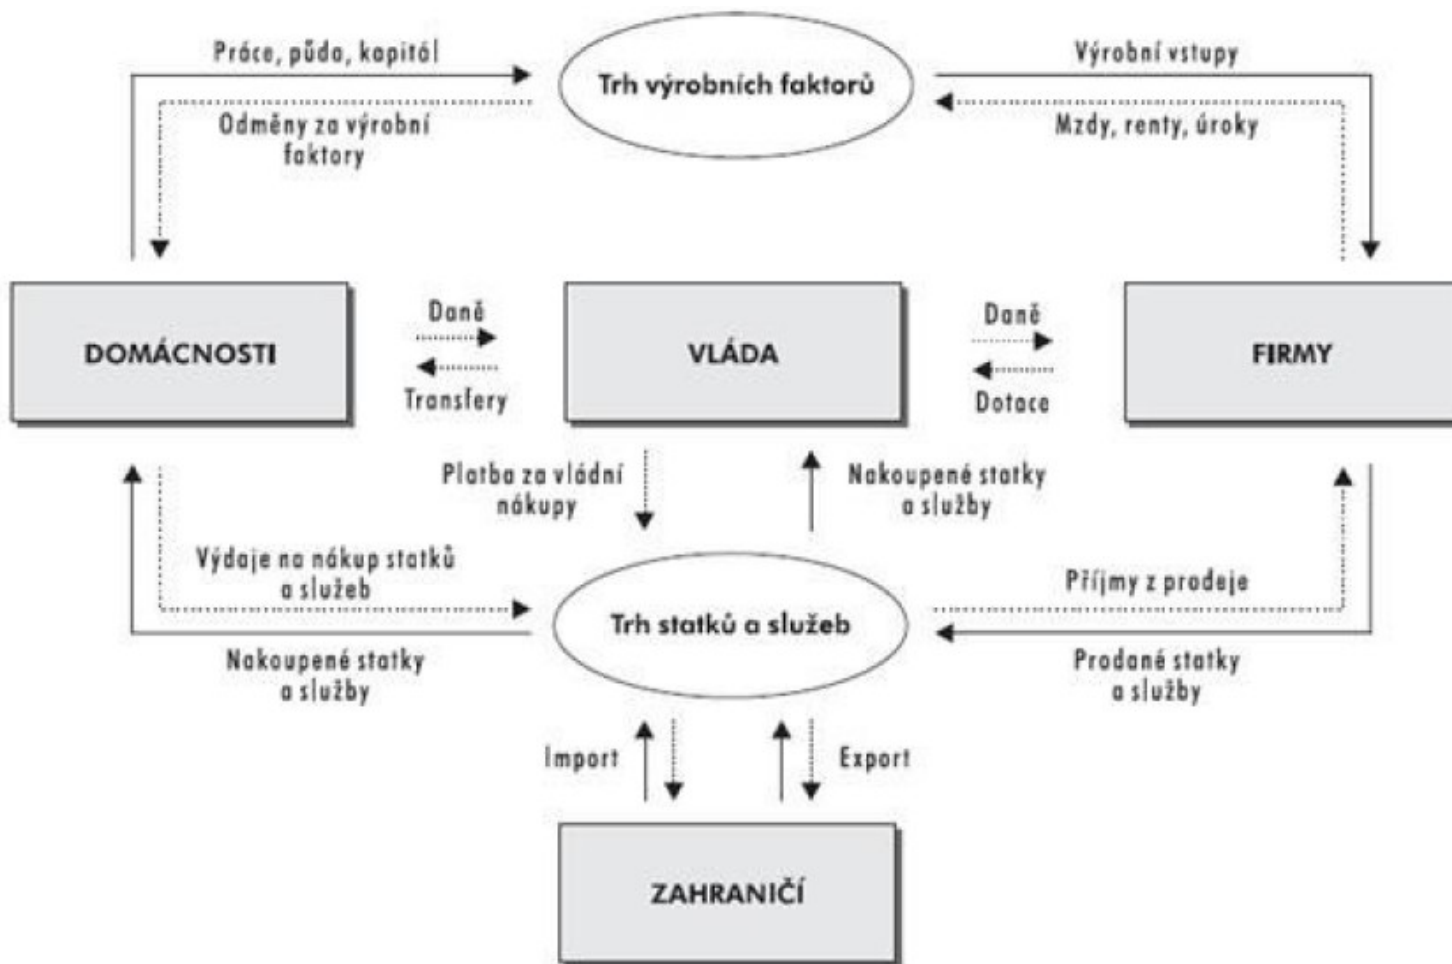 Práce, půda, kapitál
Trh výrobních faktorů
Výrobní vstupy
Odměny za výrobní
faktory
Mzdy, renty, úroky
DOMÁCNOSTI
Daně
Transfery
VLÁDA
Daně
Dotace
FIRMY
Platba za vládní
nákupy
Nakoupené statky
a služby
Výdaje na nákup statků
a služeb
Trh statků a služeb
Příjmy z prodeje
Nakoupené statky
a služby
Prodané statky
a služby
Import
Export
ZAHRANIČÍ